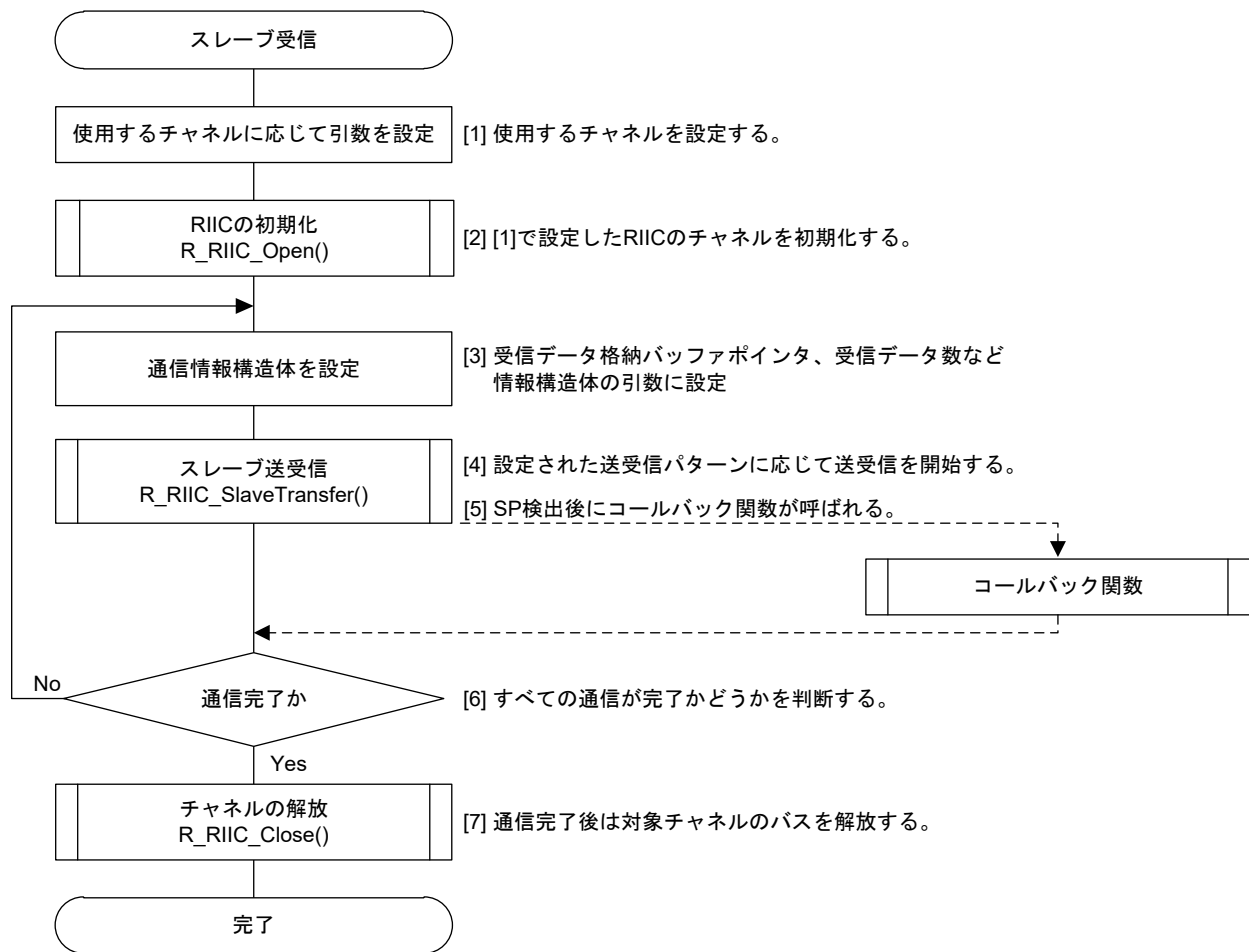 スレーブ受信
使用するチャネルに応じて引数を設定
[1] 使用するチャネルを設定する。
RIICの初期化
R_RIIC_Open()
[2] [1]で設定したRIICのチャネルを初期化する。
通信情報構造体を設定
[3] 受信データ格納バッファポインタ、受信データ数など
情報構造体の引数に設定
スレーブ送受信
R_RIIC_SlaveTransfer()
[4] 設定された送受信パターンに応じて送受信を開始する。
[5] SP検出後にコールバック関数が呼ばれる。
コールバック関数
No
通信完了か
[6] すべての通信が完了かどうかを判断する。
Yes
チャネルの解放
R_RIIC_Close()
[7] 通信完了後は対象チャネルのバスを解放する。
完了